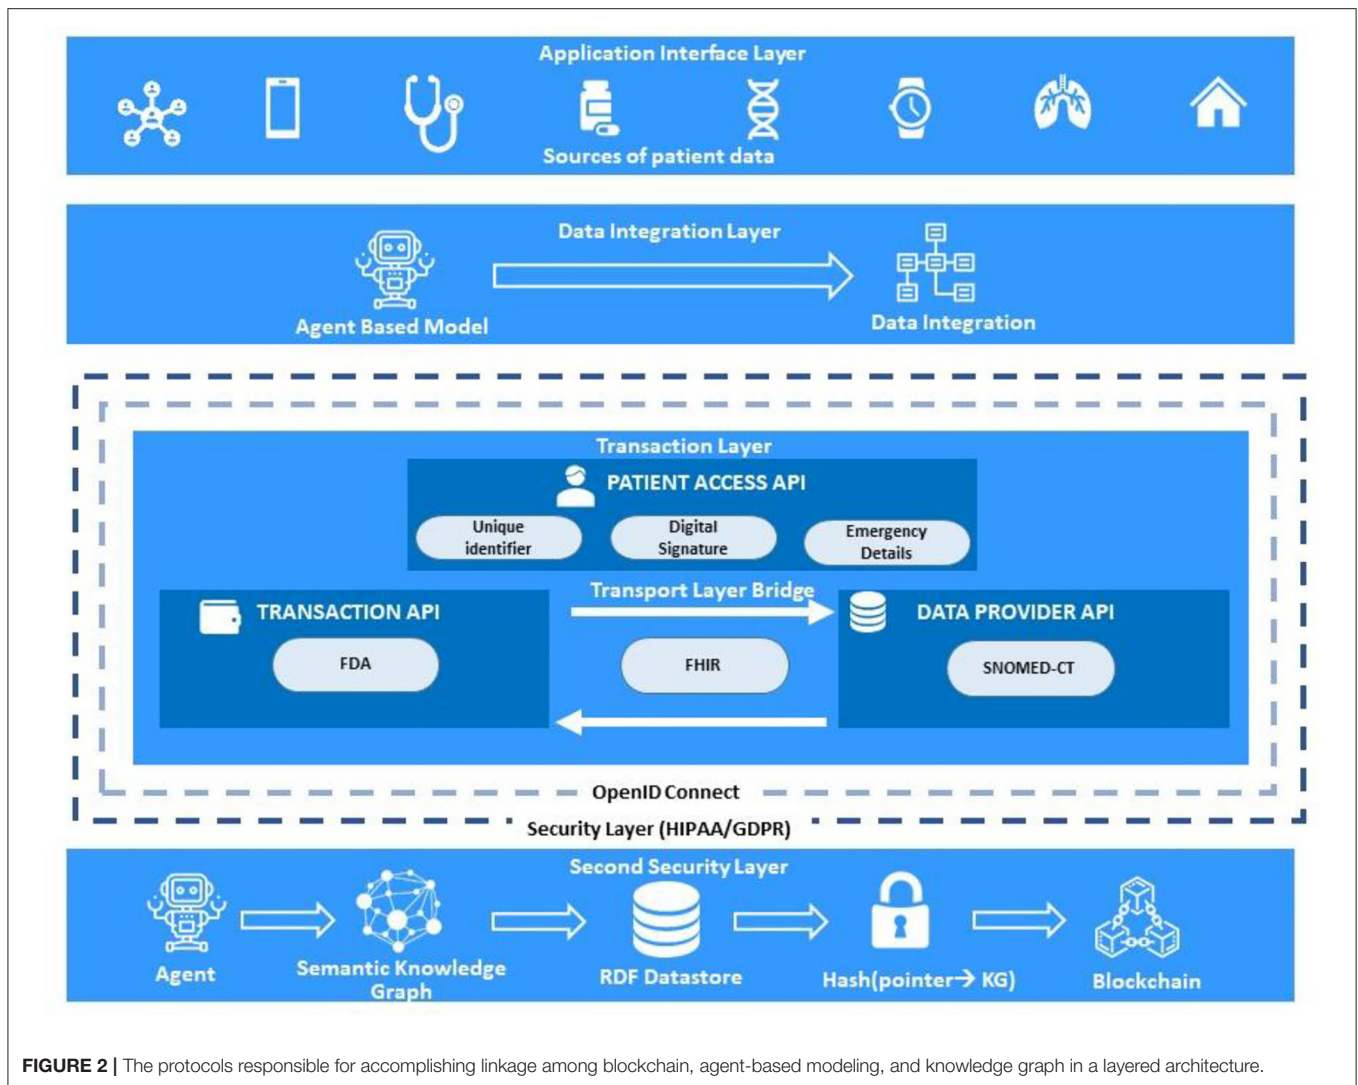 Application Interface Layer
Sources of patient data
Data Integration Layer
Agent Based Model
Data Integration
Transaction Layer
PATIENT ACCESS API
Unique
identifier
Digital
Signature
Emergency
Details
Transport Layer Bridge
TRANSACTION API
FDA
FHIR
DATA PROVIDER API
SNOMED-CT
OpenID Connect
Security Layer (HIPAA/GDPR)
Second Security Layer
Agent
Semantic Knowledge
Graph
RDF Datastore
Hash(pointer→ KG)
Blockchain
FIGURE 2 | The protocols responsible for accomplishing linkage among blockchain, agent-based modeling, and knowledge graph in a layered architecture.